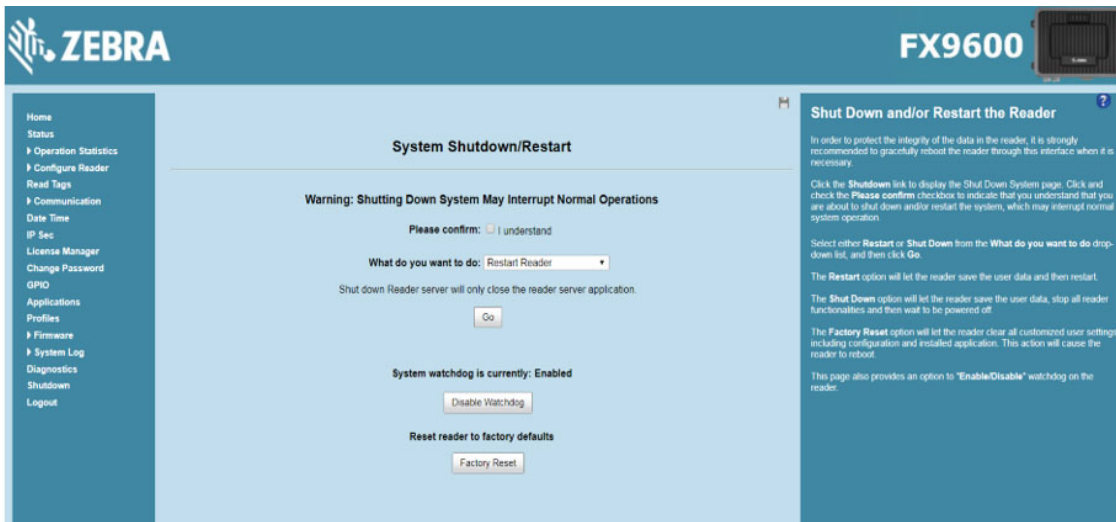 ZEBRA
FX9600
Home
Status
Operation Statistics
Configure Reader
Read Tags
Communication
Date Time
IP Sec
License Manager
Change Password
GPIO
Applications
Profiles
Firmware
System Log
Diagnostics
Shutdown
Logout
System Shutdown/Restart
Warning: Shutting Down System May Interrupt Normal Operations
Please confirm: I understand
What do you want to do: Restart Reader
Shut down Reader server will only close the reader server application.
Go
System watchdog is currently: Enabled
Disable Watchdog
Reset reader to factory defaults
Factory Reset
?
Shut Down and/or Restart the Reader
In order to protect the integrity of the data in the reader, it is strongly
recommended to gracefully reboot the reader through this interface when it is
necessary.
Click the Shutdown link to display the Shut Down System page. Click and
check the Please confirm checkbox to indicate that you understand that you
are about to shut down and/or restart the system, which may interrupt normal
system operation.
Select either Restart or Shut Down from the What do you want to do drop-
down list, and then click Go.
The Restart option will let the reader save the user data and then restart.
The Shut Down option will let the reader save the user data, stop all reader
functionalities and then wait to be powered off.
The Factory Reset option will let the reader clear all customized user settings
including configuration and installed application. This action will cause the
reader to reboot.
This page also provides an option to "Enable/Disable" watchdog on the
reader.